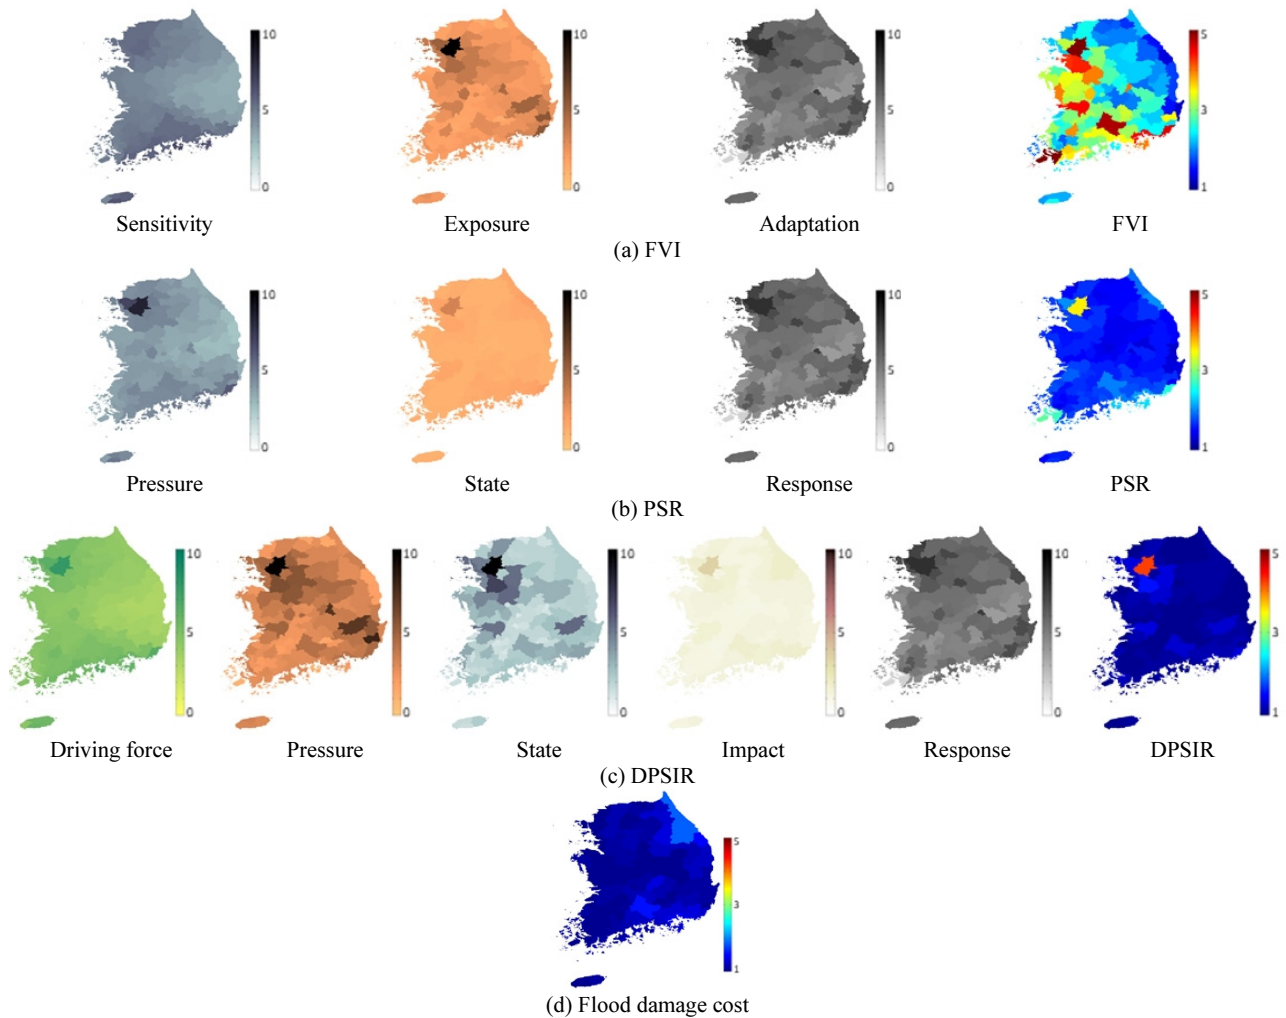 10
5
0
10
5
0
10
5
0
5
3
1
Sensitivity
Exposure
Adaptation
FVI
(a) FVI
10
5
0
10
5
0
10
5
0
5
3
1
Pressure
State
Response
PSR
(b) PSR
10
5
0
10
5
0
10
5
0
10
5
0
10
5
0
5
3
1
Driving force
Pressure
State
Impact
Response
DPSIR
(c) DPSIR
5
3
1
(d) Flood damage cost